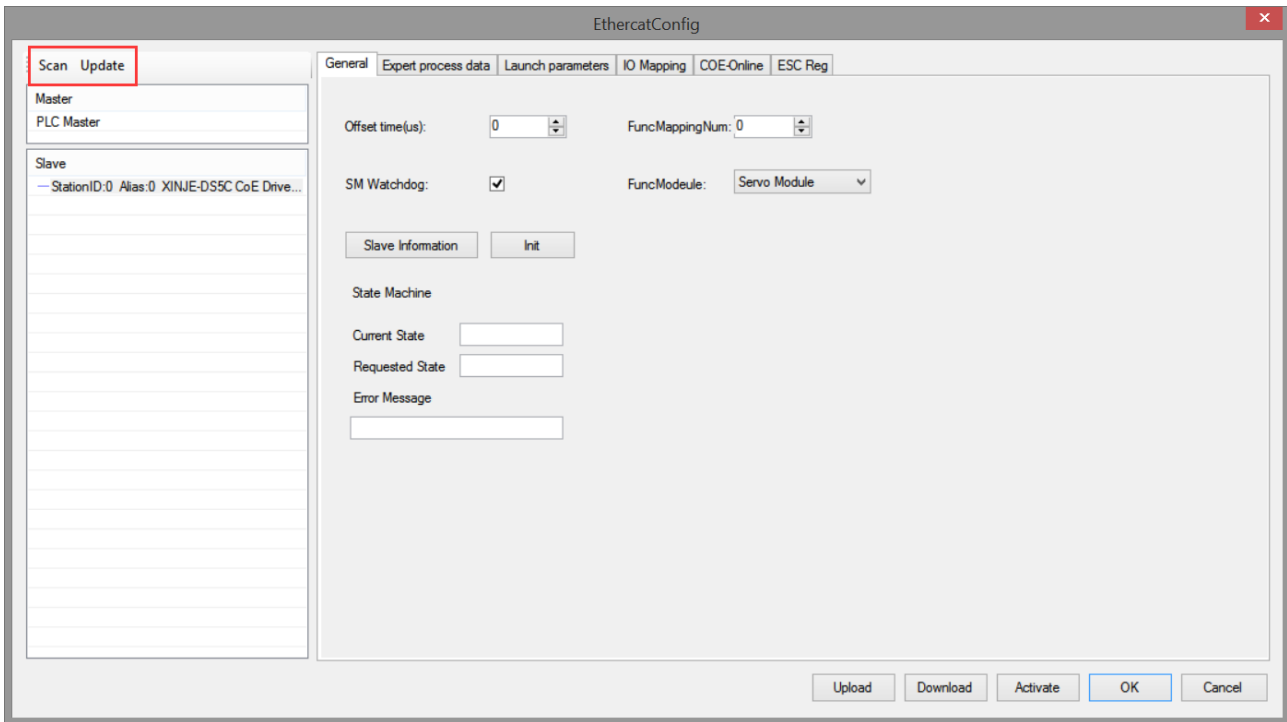 EthercatConfig
Scan Update
Master
PLC Master
Slave
StationID:0 Alias:0 XINJE-DS5C CoE Drive...
General Expert process data Launch parameters IO Mapping COE-Online ESC Reg
Offset time(us): 0 FuncMappingNum: 0
SM Watchdog: FuncModeule: Servo Module
Slave Information Init
State Machine
Current State
Requested State
Error Message
Upload Download Activate OK Cancel